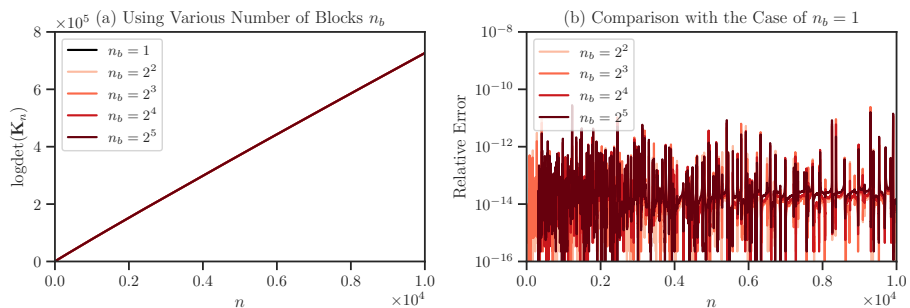 (a) Using Various Number of Blocks n_b
×10^5
8
6
4
2
0
logdet(K_n)
n_b = 1
n_b = 2^2
n_b = 2^3
n_b = 2^4
n_b = 2^5
0.0 0.2 0.4 0.6 0.8 1.0
n
×10^4
(b) Comparison with the Case of n_b = 1
10^−8
10^−10
10^−12
10^−14
10^−16
Relative Error
n_b = 2^2
n_b = 2^3
n_b = 2^4
n_b = 2^5
0.0 0.2 0.4 0.6 0.8 1.0
n
×10^4